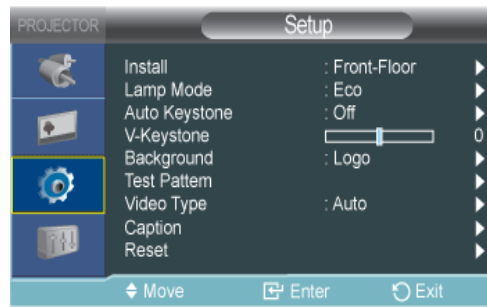 PROJECTOR
Setup
Install : Front-Floor
Lamp Mode : Eco
Auto Keystone : Off
V-Keystone 0
Background : Logo
Test Pattem
Video Type : Auto
Caption
Reset
Move Enter Exit